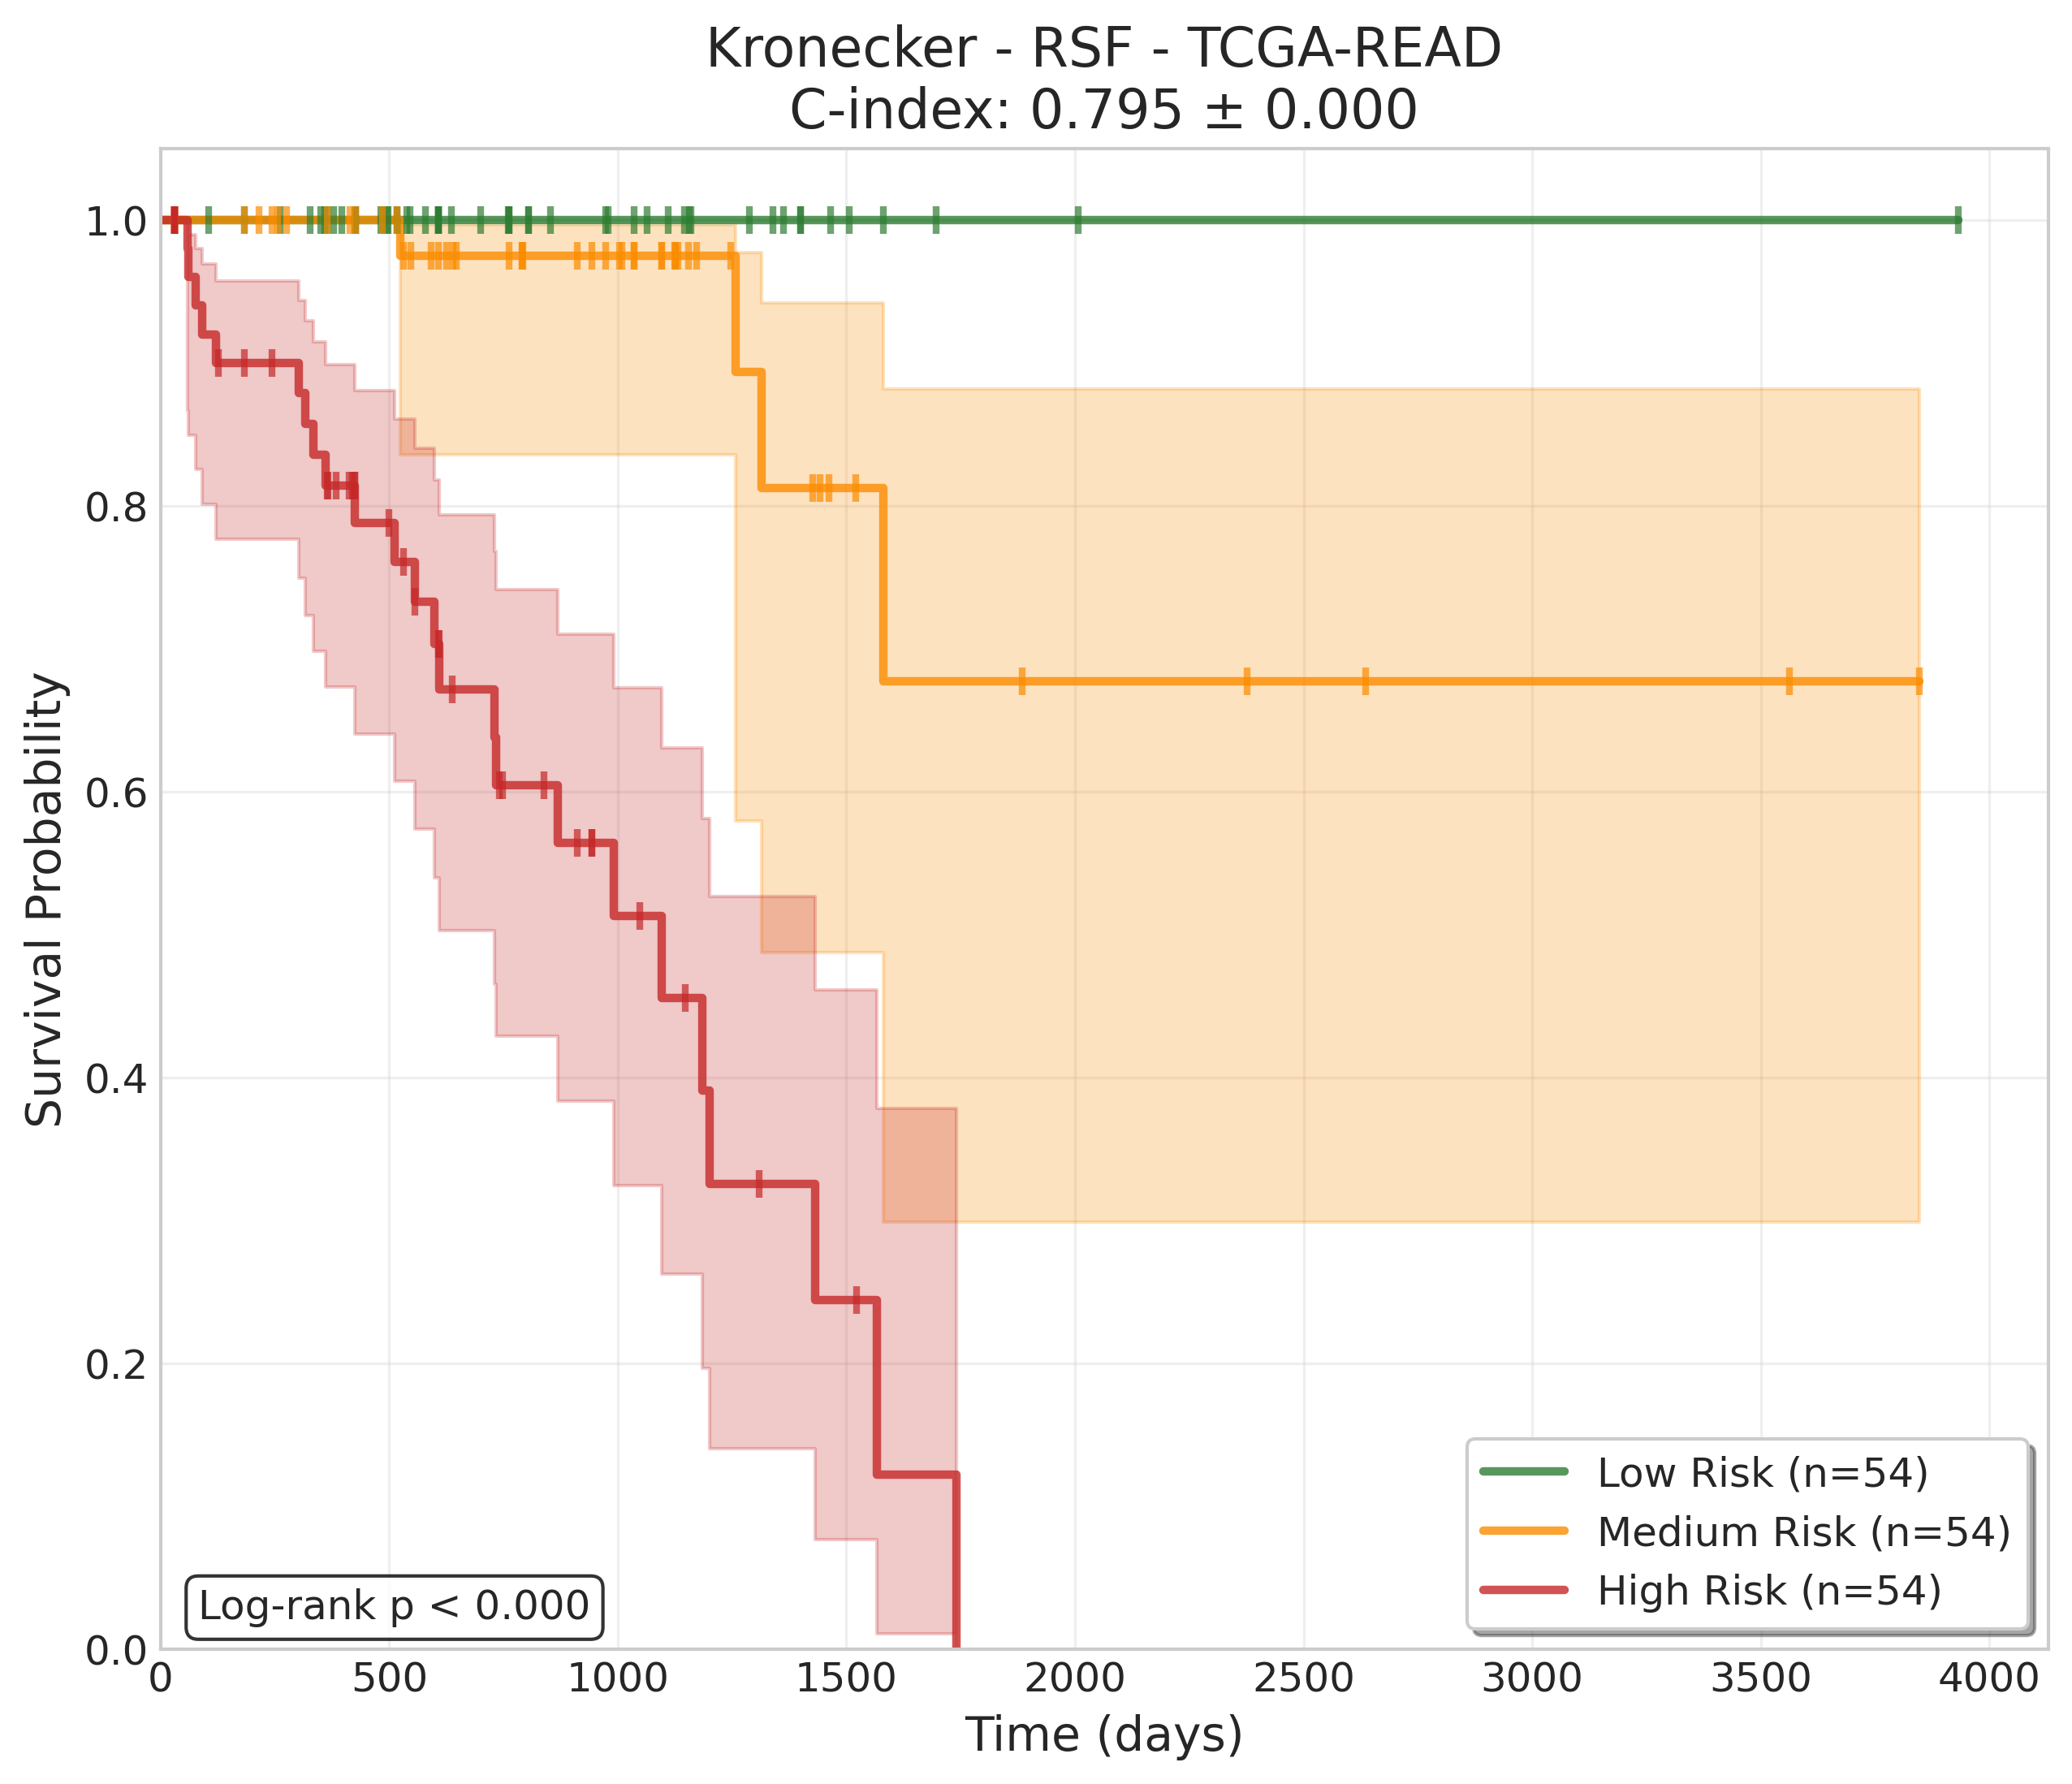 Kronecker - RSF - TCGA-READ
C-index: 0.795 ± 0.000
Survival Probability
1.0
0.8
0.6
0.4
0.2
0.0
0 500 1000 1500 2000 2500 3000 3500 4000
Time (days)
Log-rank p < 0.000
Low Risk (n=54)
Medium Risk (n=54)
High Risk (n=54)